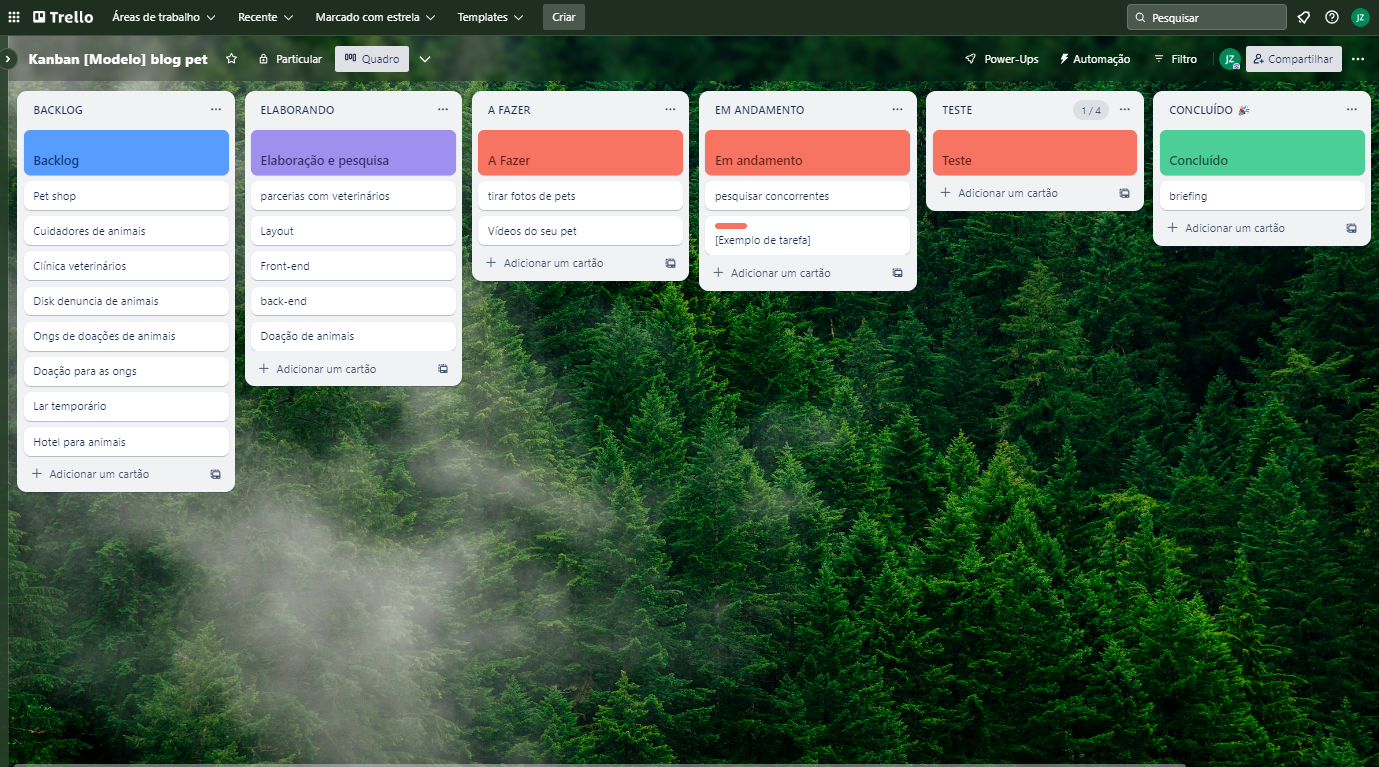 Trello
Áreas de trabalho
Recente
Marcado com estrela
Templates
Criar
Pesquisar
JZ
Kanban [Modelo] blog pet
Particular
Quadro
Power-Ups
Automação
Filtro
JZ
Compartilhar
BACKLOG
Backlog
Pet shop
Cuidadores de animais
Clínica veterinários
Disk denuncia de animais
Ongs de doações de animais
Doação para as ongs
Lar temporário
Hotel para animais
Adicionar um cartão
ELABORANDO
Elaboração e pesquisa
parcerias com veterinários
Layout
Front-end
back-end
Doação de animais
Adicionar um cartão
A FAZER
A Fazer
tirar fotos de pets
Vídeos do seu pet
Adicionar um cartão
EM ANDAMENTO
Em andamento
pesquisar concorrentes
[Exemplo de tarefa]
Adicionar um cartão
TESTE
1 / 4
Teste
Adicionar um cartão
CONCLUÍDO 🎉
Concluído
briefing
Adicionar um cartão